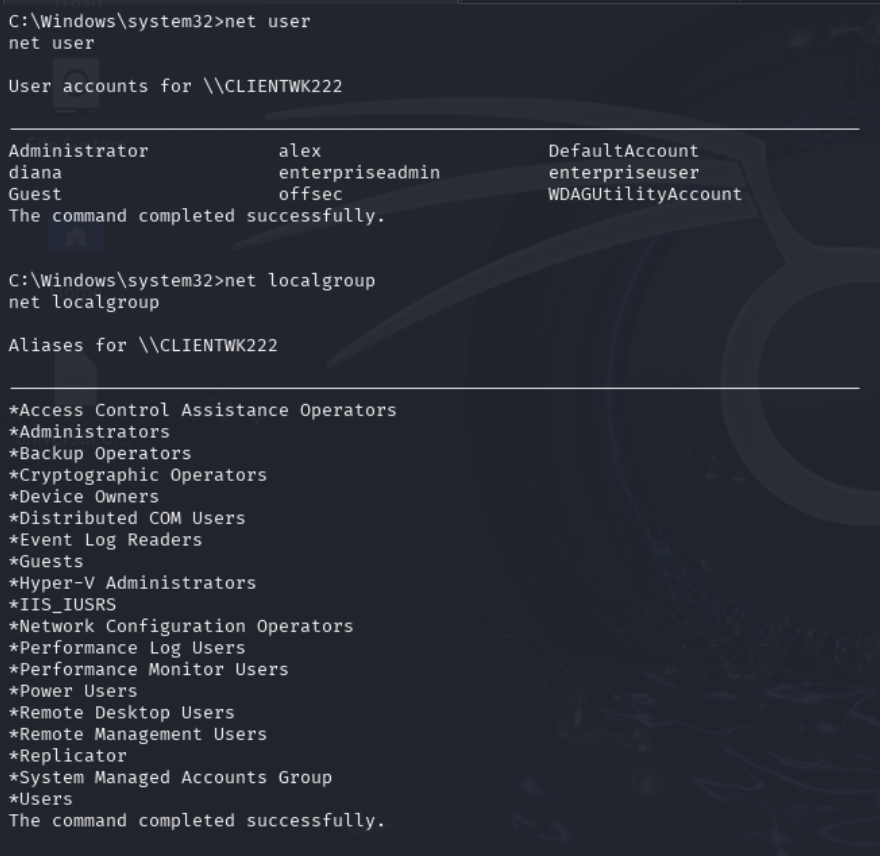 C:\Windows\system32>net user
net user
User accounts for \\CLIENTWK222
Administrator alex DefaultAccount
diana enterpriseadmin enterpriseuser
Guest offsec WDAGUtilityAccount
The command completed successfully.
C:\Windows\system32>net localgroup
net localgroup
Aliases for \\CLIENTWK222
*Access Control Assistance Operators
*Administrators
*Backup Operators
*Cryptographic Operators
*Device Owners
*Distributed COM Users
*Event Log Readers
*Guests
*Hyper-V Administrators
*IIS_IUSRS
*Network Configuration Operators
*Performance Log Users
*Performance Monitor Users
*Power Users
*Remote Desktop Users
*Remote Management Users
*Replicator
*System Managed Accounts Group
*Users
The command completed successfully.